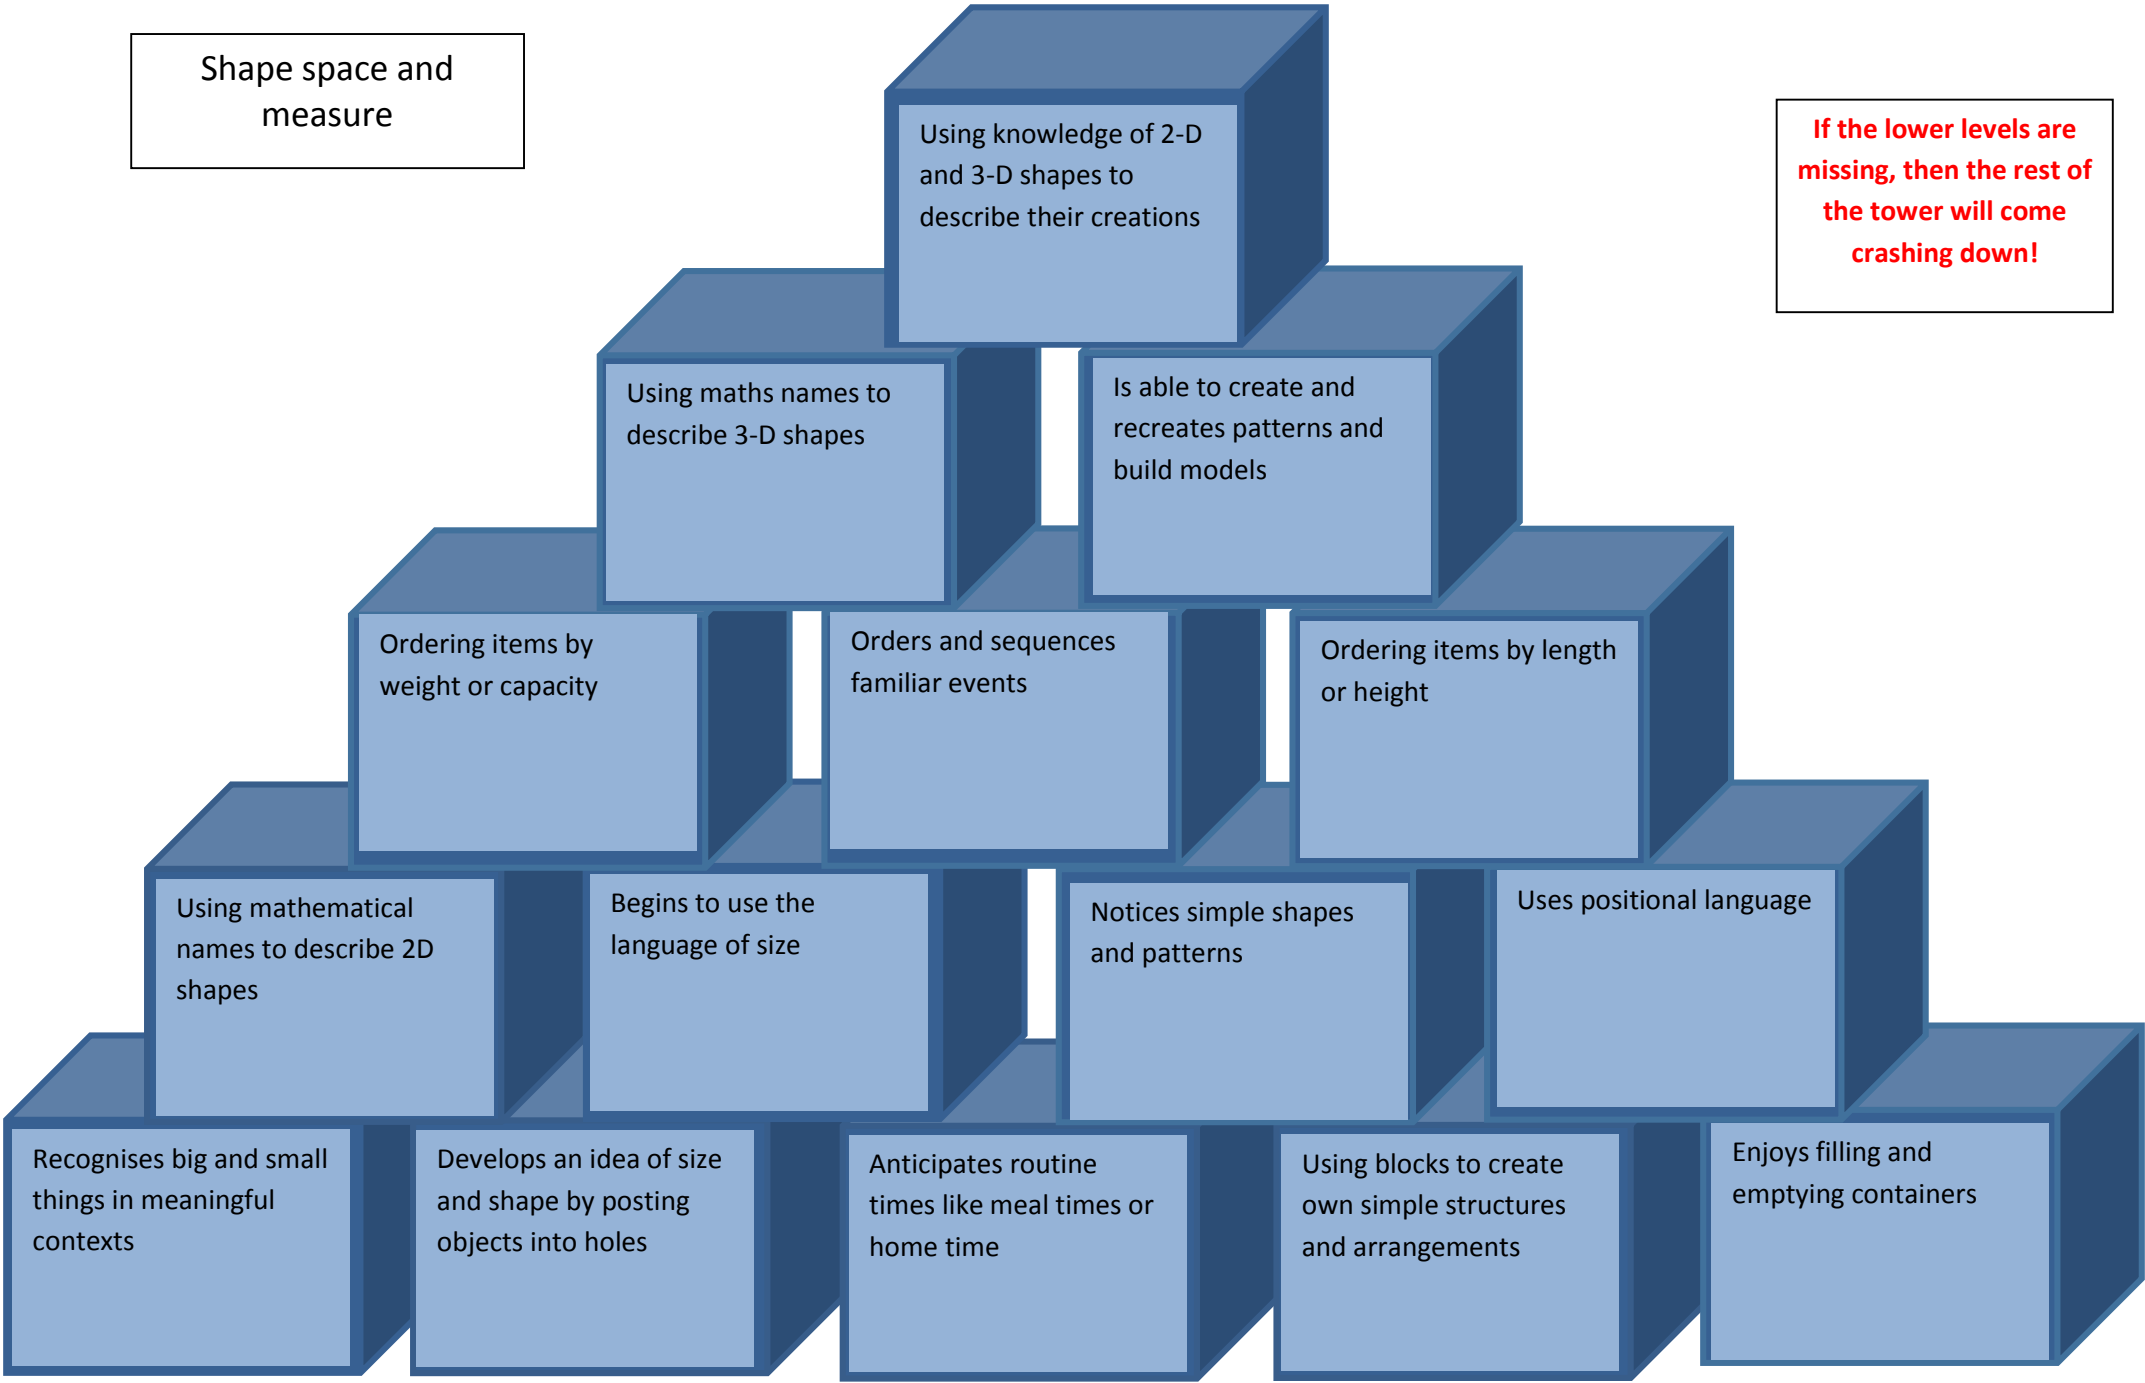 Shape space and
measure
If the lower levels are
missing, then the rest of
the tower will come
crashing down!
Using knowledge of 2-D
and 3-D shapes to
describe their creations
Using maths names to
describe 3-D shapes
Is able to create and
recreates patterns and
build models
Ordering items by
weight or capacity
Orders and sequences
familiar events
Ordering items by length
or height
Using mathematical
names to describe 2D
shapes
Begins to use the
language of size
Notices simple shapes
and patterns
Uses positional language
Recognises big and small
things in meaningful
contexts
Develops an idea of size
and shape by posting
objects into holes
Anticipates routine
times like meal times or
home time
Using blocks to create
own simple structures
and arrangements
Enjoys filling and
emptying containers